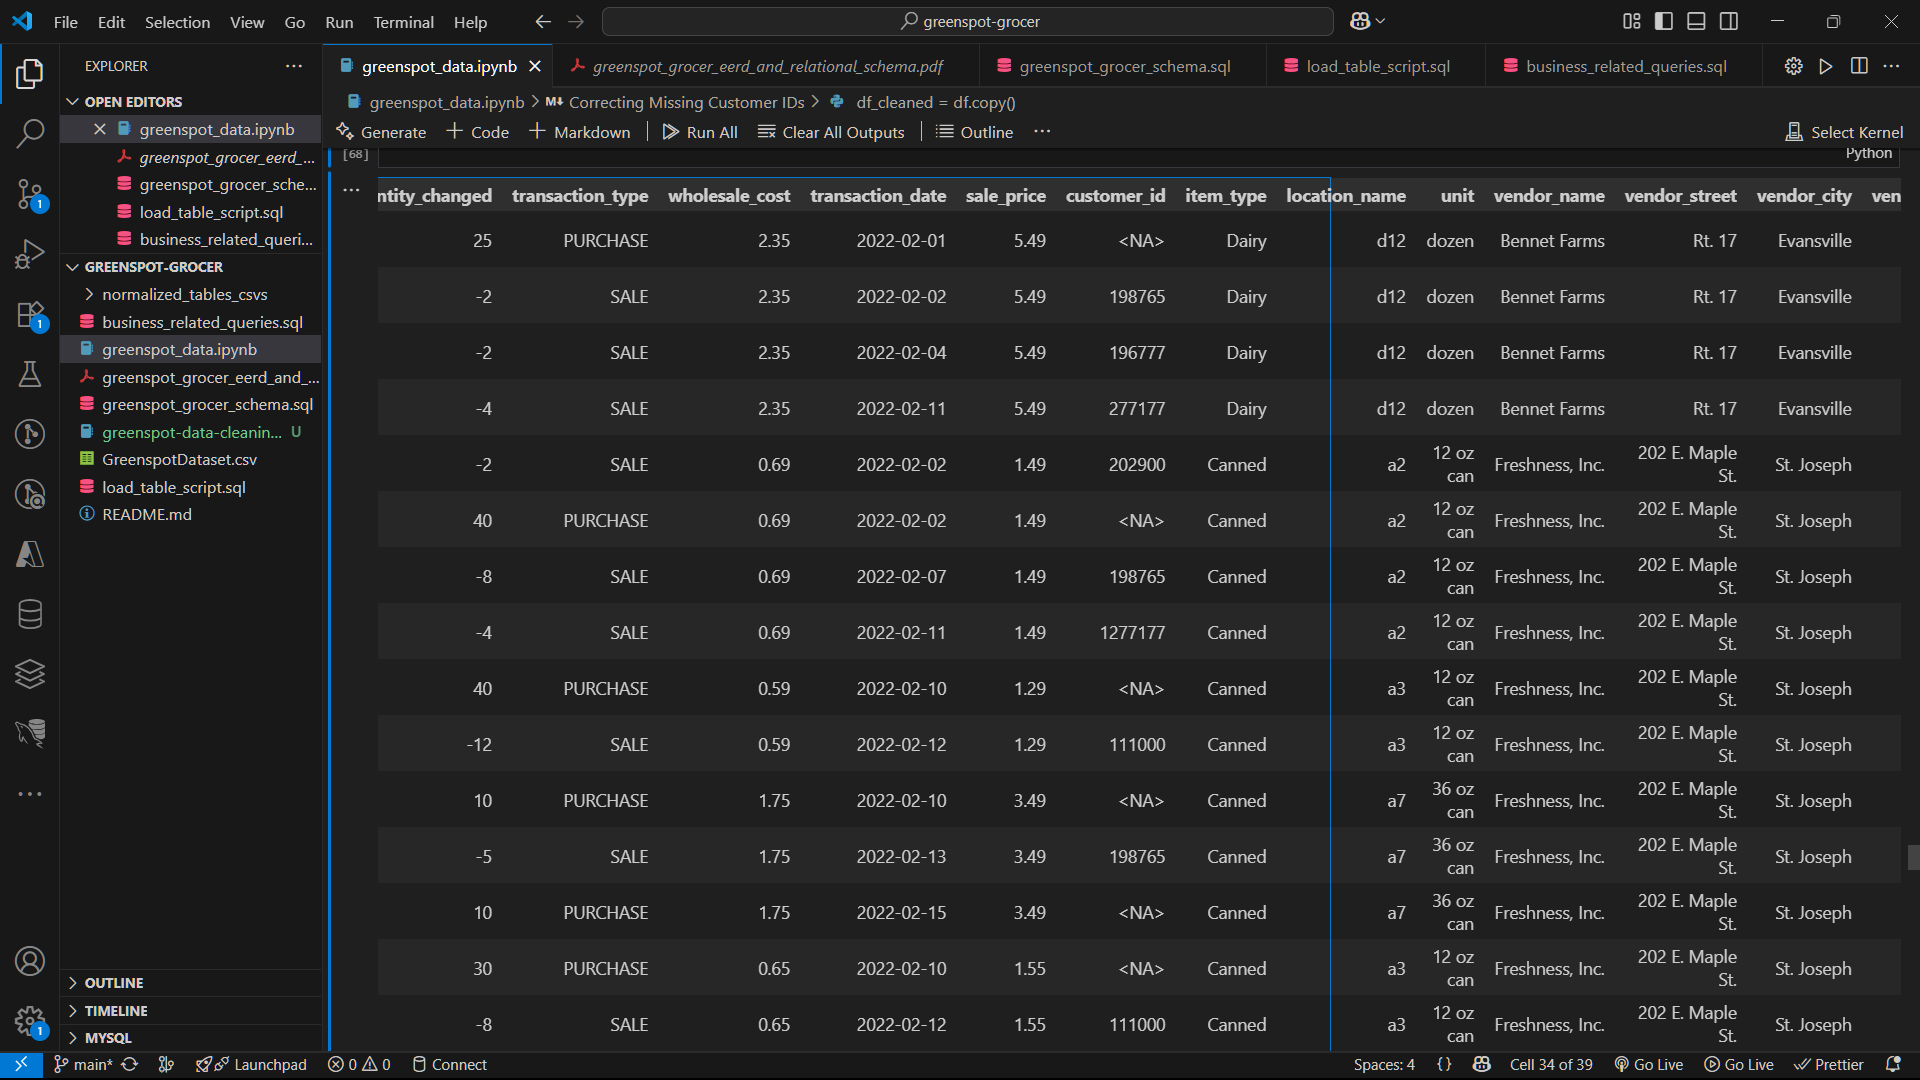 File Edit Selection View Go Run Terminal Help
greenspot-grocer
EXPLORER
OPEN EDITORS
greenspot_data.ipynb
greenspot_grocer_eerd_...
greenspot_grocer_sche...
load_table_script.sql
business_related_queri...
GREENSPOT-GROCER
normalized_tables_csvs
business_related_queries.sql
greenspot_data.ipynb
greenspot_grocer_eerd_and_...
greenspot_grocer_schema.sql
greenspot-data-cleanin... U
GreenspotDataset.csv
load_table_script.sql
README.md
OUTLINE
TIMELINE
MYSQL
greenspot_data.ipynb greenspot_grocer_eerd_and_relational_schema.pdf greenspot_grocer_schema.sql load_table_script.sql business_related_queries.sql
greenspot_data.ipynb > M↓ Correcting Missing Customer IDs > df_cleaned = df.copy()
Generate + Code + Markdown Run All Clear All Outputs Outline ... Select Kernel
[68] Python
ntity_changed transaction_type wholesale_cost transaction_date sale_price customer_id item_type location_name unit vendor_name vendor_street vendor_city ven
25 PURCHASE 2.35 2022-02-01 5.49 <NA> Dairy d12 dozen Bennet Farms Rt. 17 Evansville
-2 SALE 2.35 2022-02-02 5.49 198765 Dairy d12 dozen Bennet Farms Rt. 17 Evansville
-2 SALE 2.35 2022-02-04 5.49 196777 Dairy d12 dozen Bennet Farms Rt. 17 Evansville
-4 SALE 2.35 2022-02-11 5.49 277177 Dairy d12 dozen Bennet Farms Rt. 17 Evansville
-2 SALE 0.69 2022-02-02 1.49 202900 Canned a2 12 oz can Freshness, Inc. 202 E. Maple St. St. Joseph
40 PURCHASE 0.69 2022-02-02 1.49 <NA> Canned a2 12 oz can Freshness, Inc. 202 E. Maple St. St. Joseph
-8 SALE 0.69 2022-02-07 1.49 198765 Canned a2 12 oz can Freshness, Inc. 202 E. Maple St. St. Joseph
-4 SALE 0.69 2022-02-11 1.49 1277177 Canned a2 12 oz can Freshness, Inc. 202 E. Maple St. St. Joseph
40 PURCHASE 0.59 2022-02-10 1.29 <NA> Canned a3 12 oz can Freshness, Inc. 202 E. Maple St. St. Joseph
-12 SALE 0.59 2022-02-12 1.29 111000 Canned a3 12 oz can Freshness, Inc. 202 E. Maple St. St. Joseph
10 PURCHASE 1.75 2022-02-10 3.49 <NA> Canned a7 36 oz can Freshness, Inc. 202 E. Maple St. St. Joseph
-5 SALE 1.75 2022-02-13 3.49 198765 Canned a7 36 oz can Freshness, Inc. 202 E. Maple St. St. Joseph
10 PURCHASE 1.75 2022-02-15 3.49 <NA> Canned a7 36 oz can Freshness, Inc. 202 E. Maple St. St. Joseph
30 PURCHASE 0.65 2022-02-10 1.55 <NA> Canned a3 12 oz can Freshness, Inc. 202 E. Maple St. St. Joseph
-8 SALE 0.65 2022-02-12 1.55 111000 Canned a3 12 oz can Freshness, Inc. 202 E. Maple St. St. Joseph
1
1
1
main* Launchpad 0 0 Connect Spaces: 4 {} Cell 34 of 39 Go Live Go Live Prettier